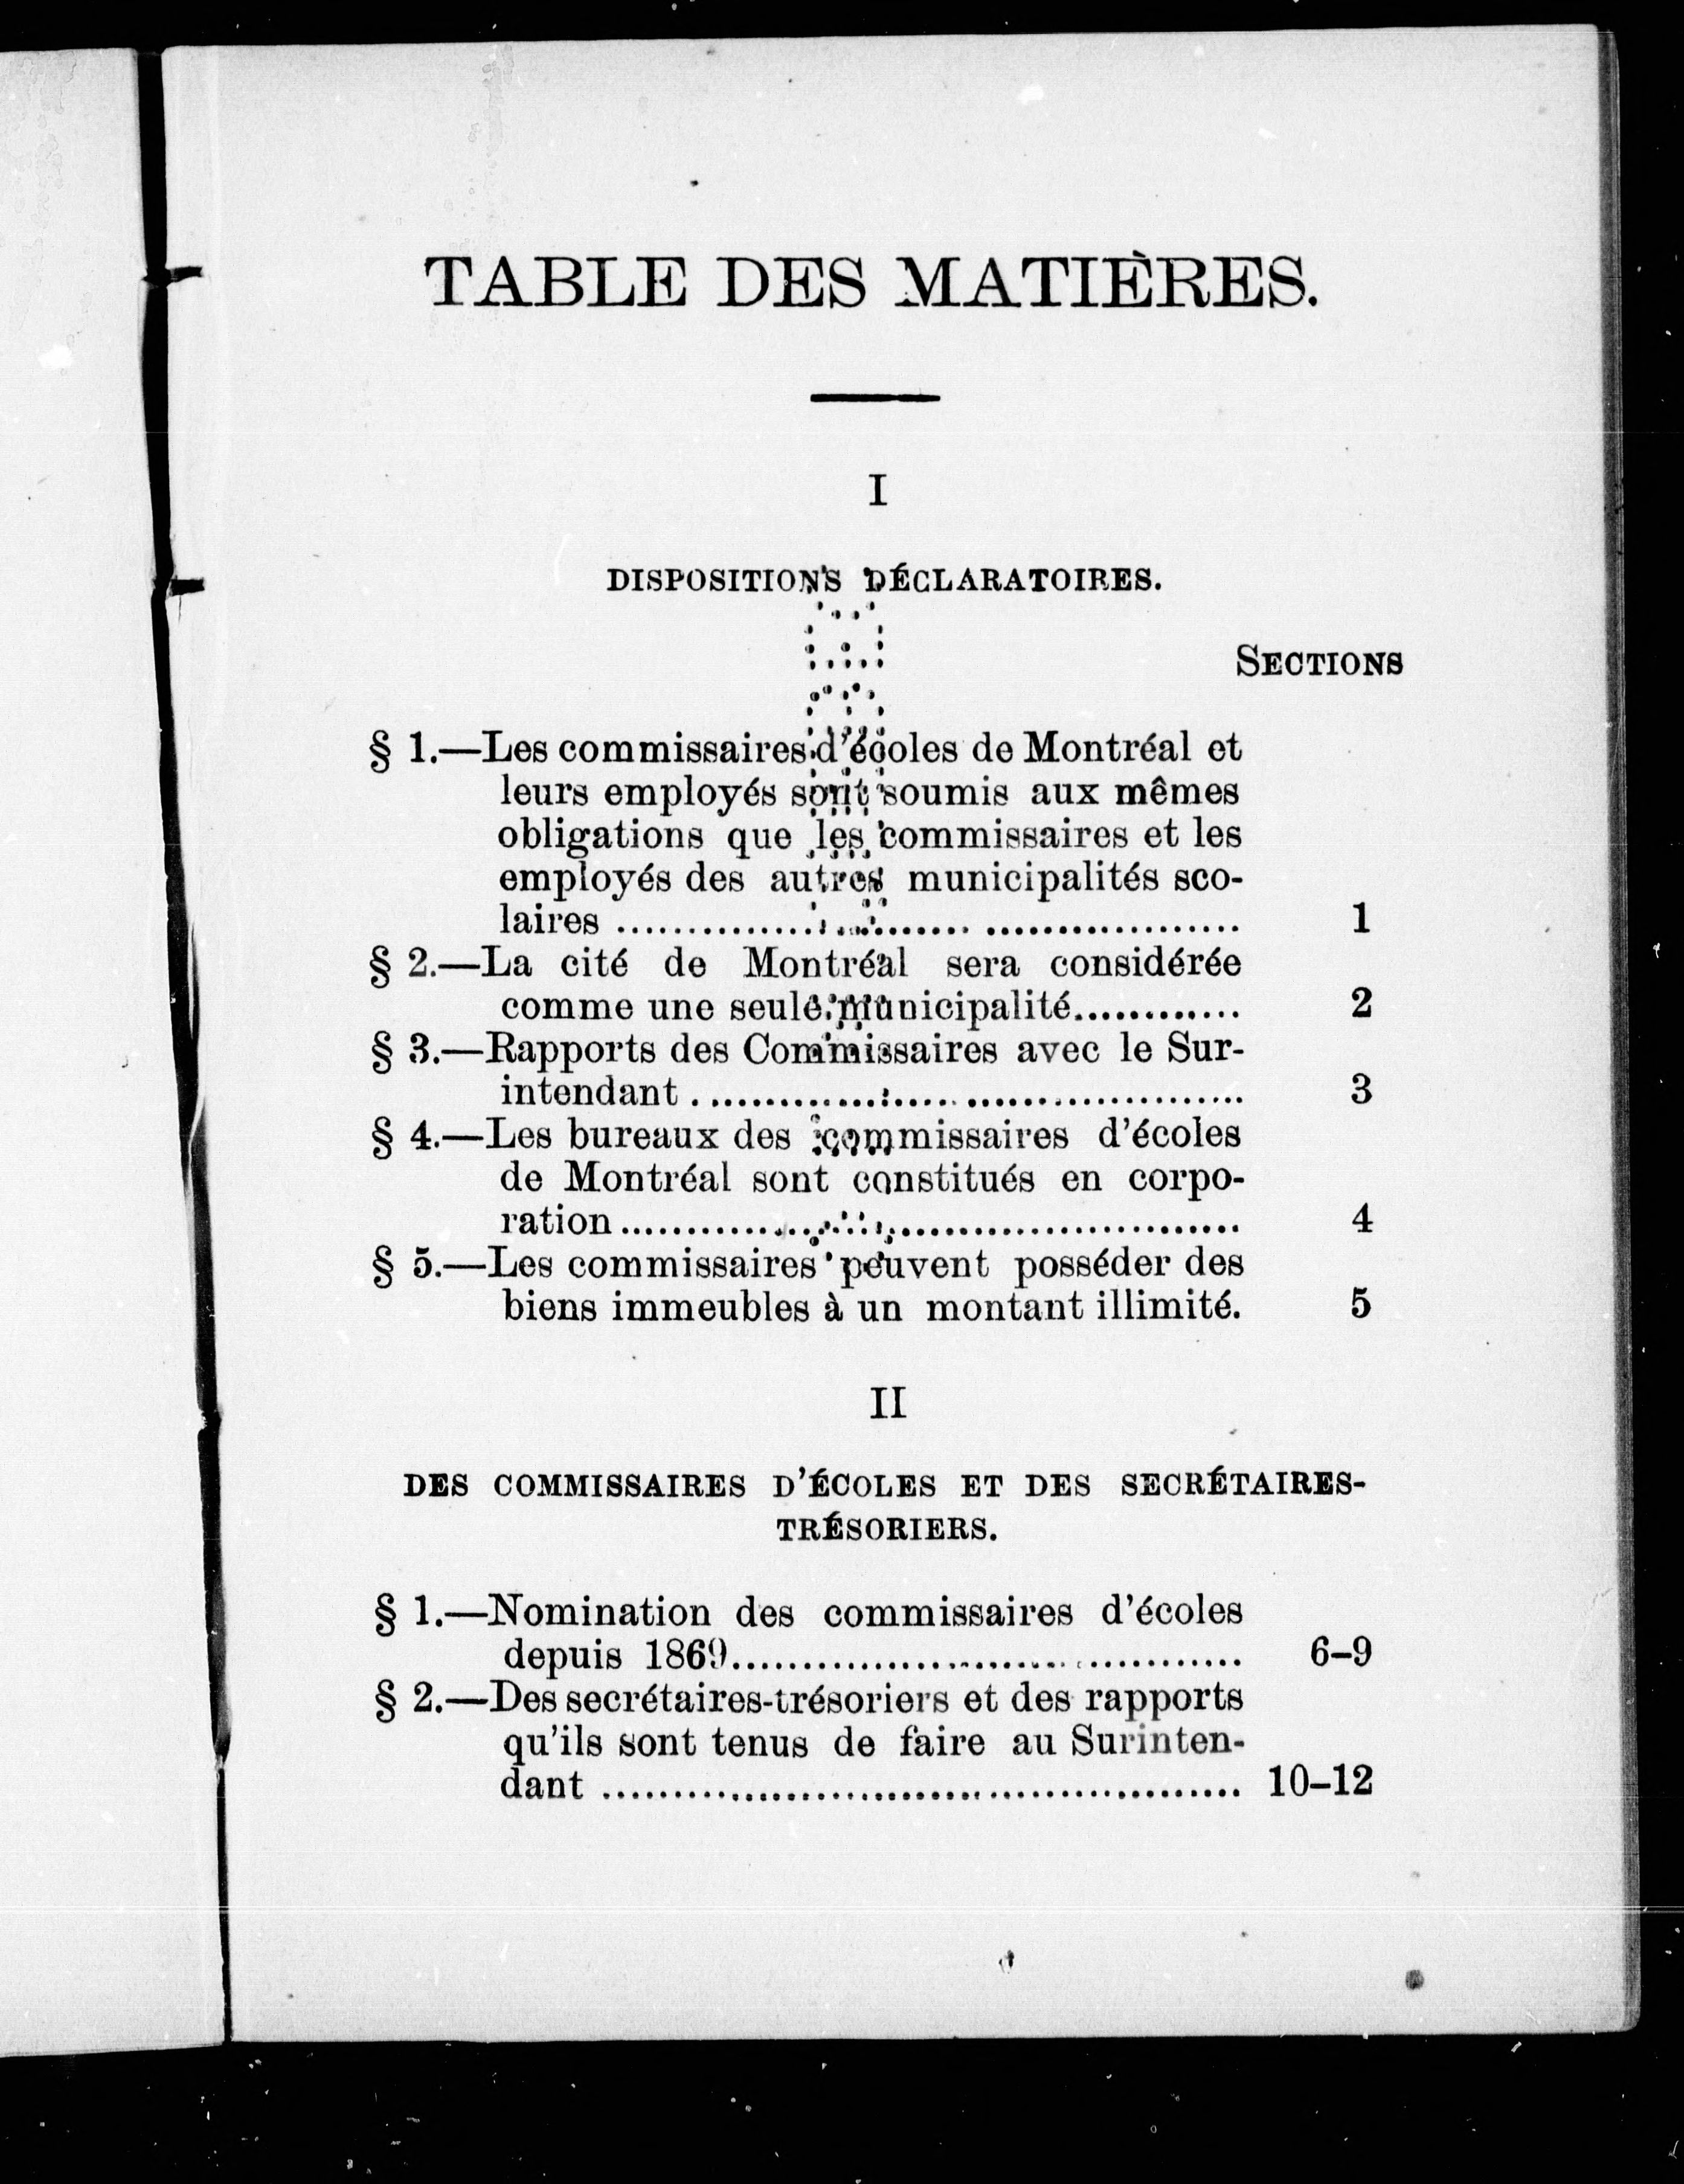 TABLE DES MATIÈRES.
I
DISPOSITIONS DÉCLARATOIRES.
SECTIONS
§ 1.—Les commissaires d'écoles de Montréal et
leurs employés sont soumis aux mêmes
obligations que les commissaires et les
employés des autres municipalités sco-
laires ........................................ 1
§ 2.—La cité de Montréal sera considérée
comme une seule municipalité............ 2
§ 3.—Rapports des Commissaires avec le Sur-
intendant ........................................ 3
§ 4.—Les bureaux des commissaires d'écoles
de Montréal sont constitués en corpo-
ration........................................ 4
§ 5.—Les commissaires peuvent posséder des
biens immeubles à un montant illimité. 5
II
DES COMMISSAIRES D'ÉCOLES ET DES SECRÉTAIRES-
TRÉSORIERS.
§ 1.—Nomination des commissaires d'écoles
depuis 1869.................................... 6–9
§ 2.—Des secrétaires-trésoriers et des rapports
qu'ils sont tenus de faire au Surinten-
dant ............................................ 10–12